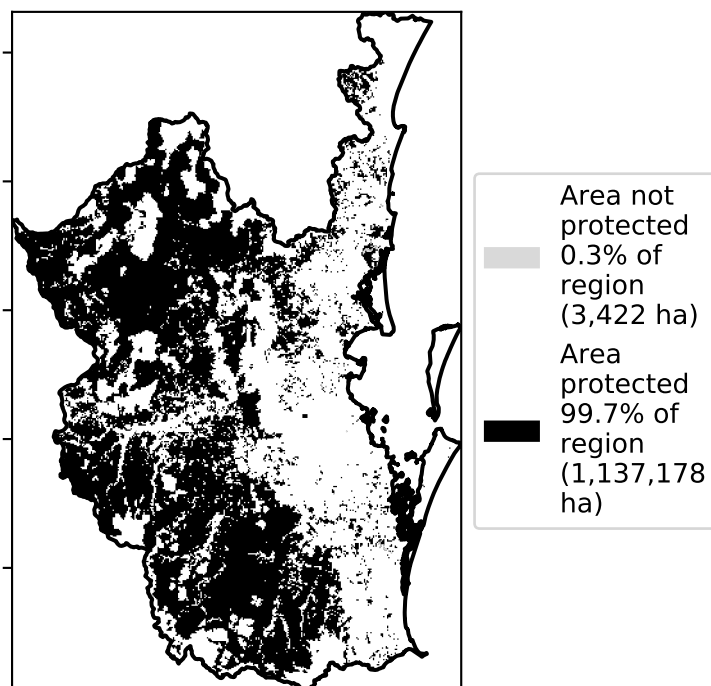 Area not
protected
0.3% of
region
(3,422 ha)
Area
protected
99.7% of
region
(1,137,178
ha)